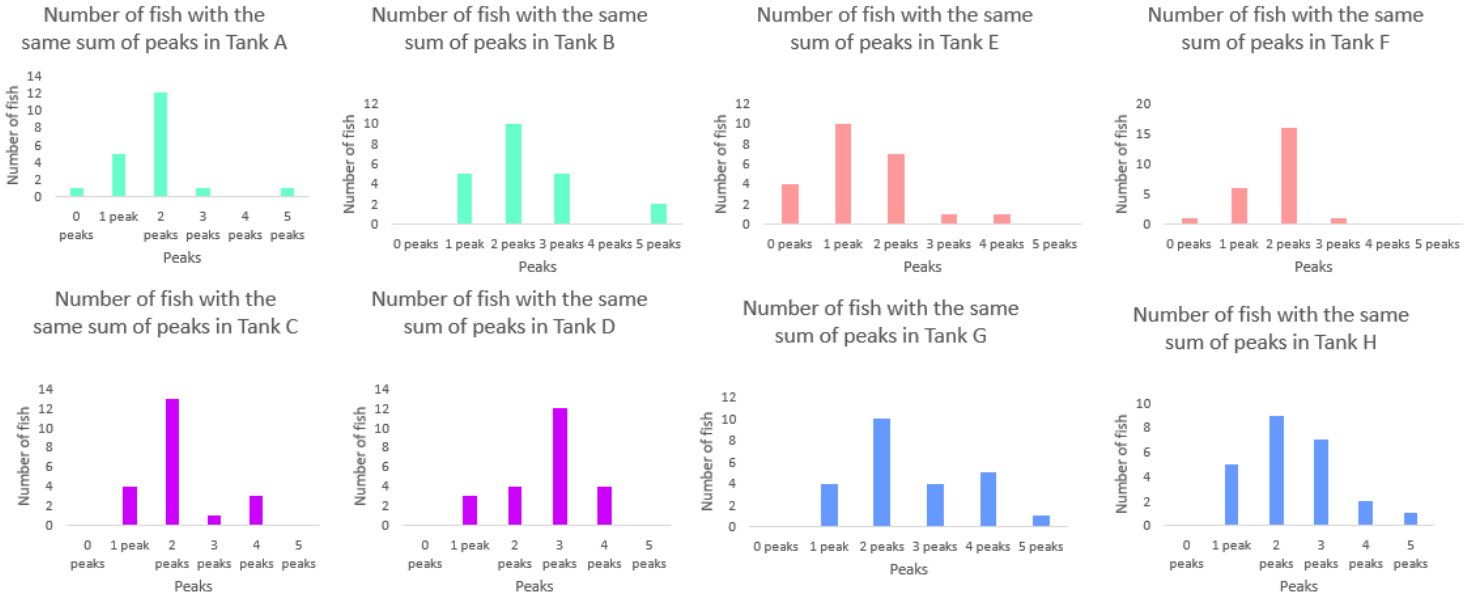 Number of fish with the
same sum of peaks in Tank A
Number of fish
14
12
10
8
6
4
2
0
0
peaks
1 peak
2
peaks
3
peaks
4
peaks
5
peaks
Peaks
Number of fish with the same
sum of peaks in Tank B
Number of fish
12
10
8
6
4
2
0
0 peaks 1 peak 2 peaks 3 peaks 4 peaks 5 peaks
Peaks
Number of fish with the same
sum of peaks in Tank E
Number of fish
12
10
8
6
4
2
0
0 peaks 1 peak 2 peaks 3 peaks 4 peaks 5 peaks
Peaks
Number of fish with the same
sum of peaks in Tank F
Number of fish
20
15
10
5
0
0 peaks 1 peak 2 peaks 3 peaks 4 peaks 5 peaks
Peaks
Number of fish with the
same sum of peaks in Tank C
Number of fish
14
12
10
8
6
4
2
0
0
peaks
1 peak
2
peaks
3
peaks
4
peaks
5
peaks
Peaks
Number of fish with the same
sum of peaks in Tank D
Number of fish
14
12
10
8
6
4
2
0
0
peaks
1 peak
2
peaks
3
peaks
4
peaks
5
peaks
Peaks
Number of fish with the same
sum of peaks in Tank G
Number of fish
12
10
8
6
4
2
0
0 peaks 1 peak 2 peaks 3 peaks 4 peaks 5 peaks
Peaks
Number of fish with the same
sum of peaks in Tank H
Number of fish
10
8
6
4
2
0
0
peaks
1 peak
2
peaks
3
peaks
4
peaks
5
peaks
Peaks